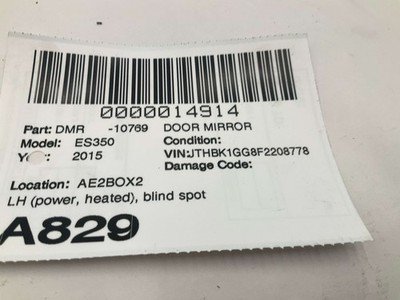 0000014914
Part: DMR -10769 DOOR MIRROR
Model: ES350 Condition:
2015 VIN:JTHBK1GG8F2208778
Damage Code:
Location: AE2BOX2
LH (power, heated), blind spot
A829